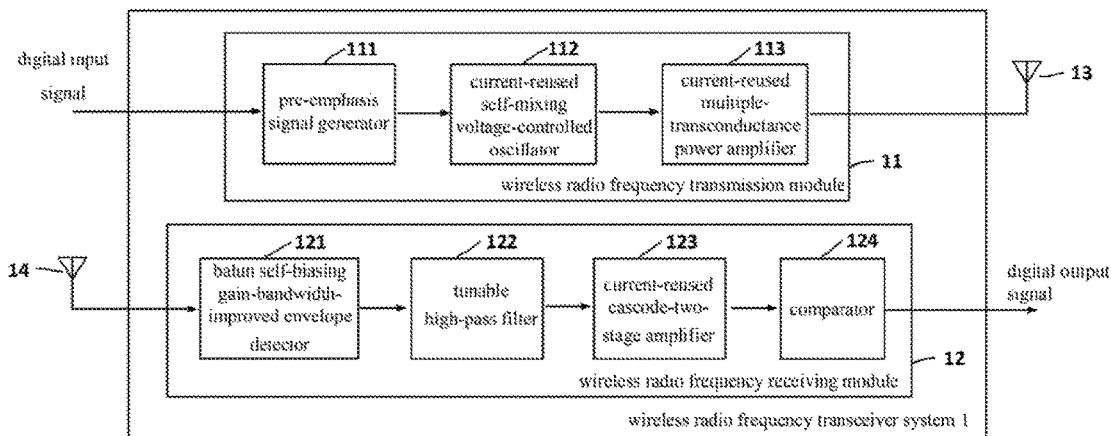 digital input
signal
111
pre-emphasis
signal generator
112
current-reused
self-mixing
voltage-controlled
oscillator
113
current-reused
multiple-
transconductance
power amplifier
13
11
wireless radio frequency transmission module
14
121
balun self-biasing
gain-bandwidth-
improved envelope
detector
122
tunable
high-pass filter
123
current-reused
cascode-two-
stage amplifier
124
comparator
digital output
signal
12
wireless radio frequency receiving module
wireless radio frequency transceiver system 1